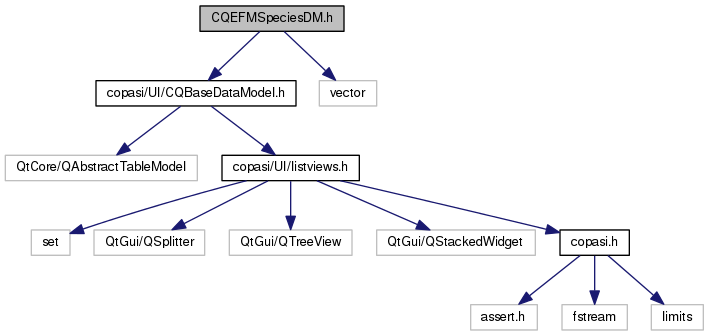 CQEFMSpeciesDM.h
copasi/UI/CQBaseDataModel.h
vector
QtCore/QAbstractTableModel
copasi/UI/listviews.h
set
QtGui/QSplitter
QtGui/QTreeView
QtGui/QStackedWidget
copasi.h
assert.h
fstream
limits